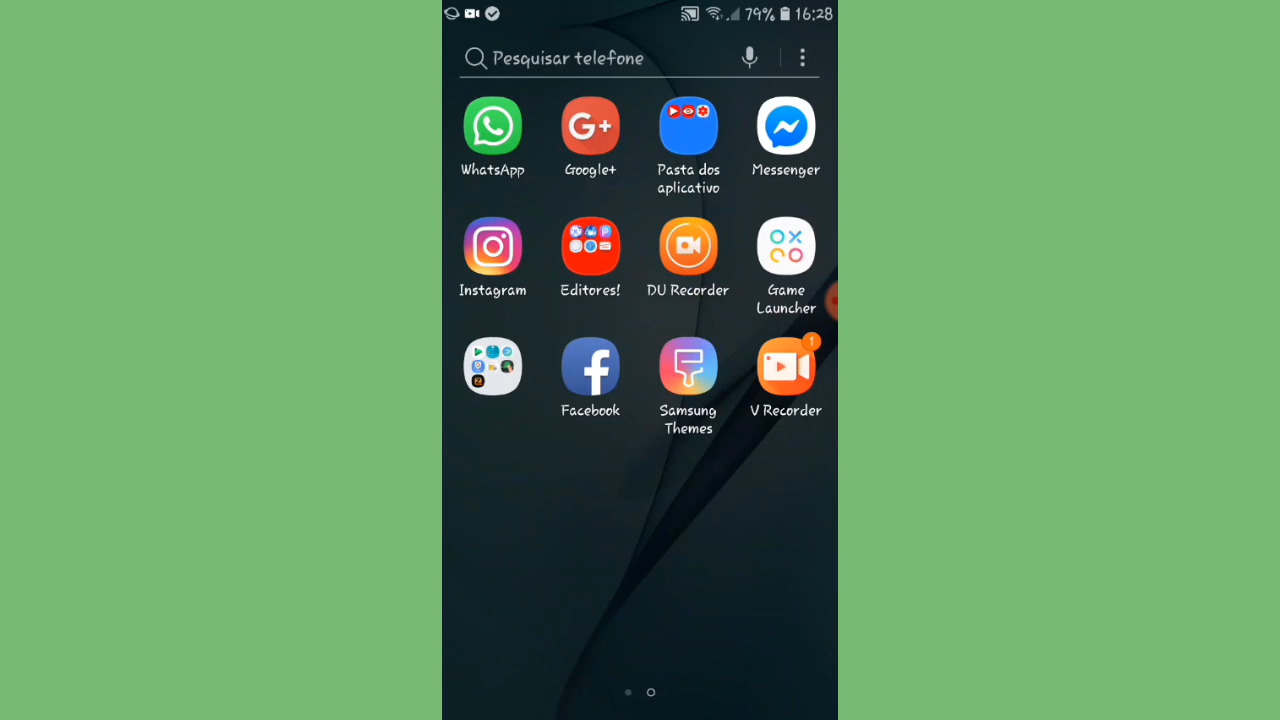 79% 16:28
Pesquisar telefone
WhatsApp
Google+
Pasta dos
aplicativo
Messenger
Instagram
Editores!
DU Recorder
Game
Launcher
Facebook
Samsung
Themes
1
V Recorder